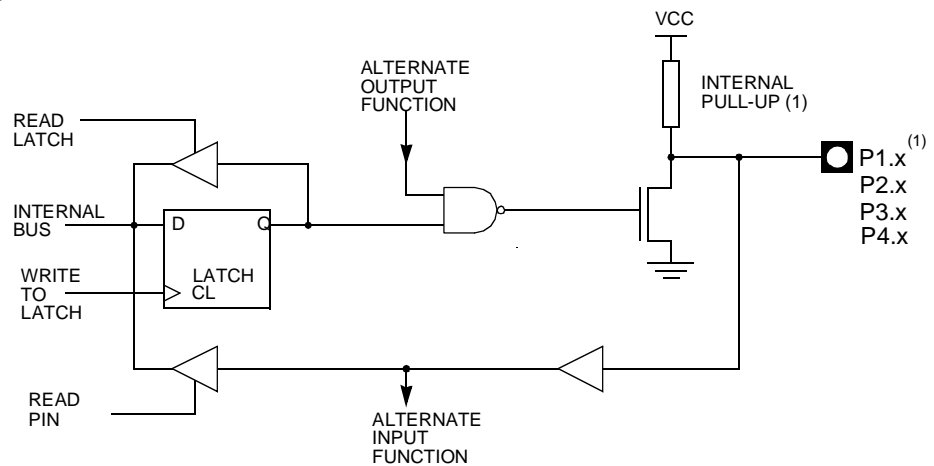 VCC
ALTERNATE
OUTPUT
FUNCTION
INTERNAL
PULL-UP (1)
READ
LATCH
P1.x (1)
P2.x
P3.x
P4.x
INTERNAL
BUS
D
Q
WRITE
TO
LATCH
LATCH
CL
READ
PIN
ALTERNATE
INPUT
FUNCTION